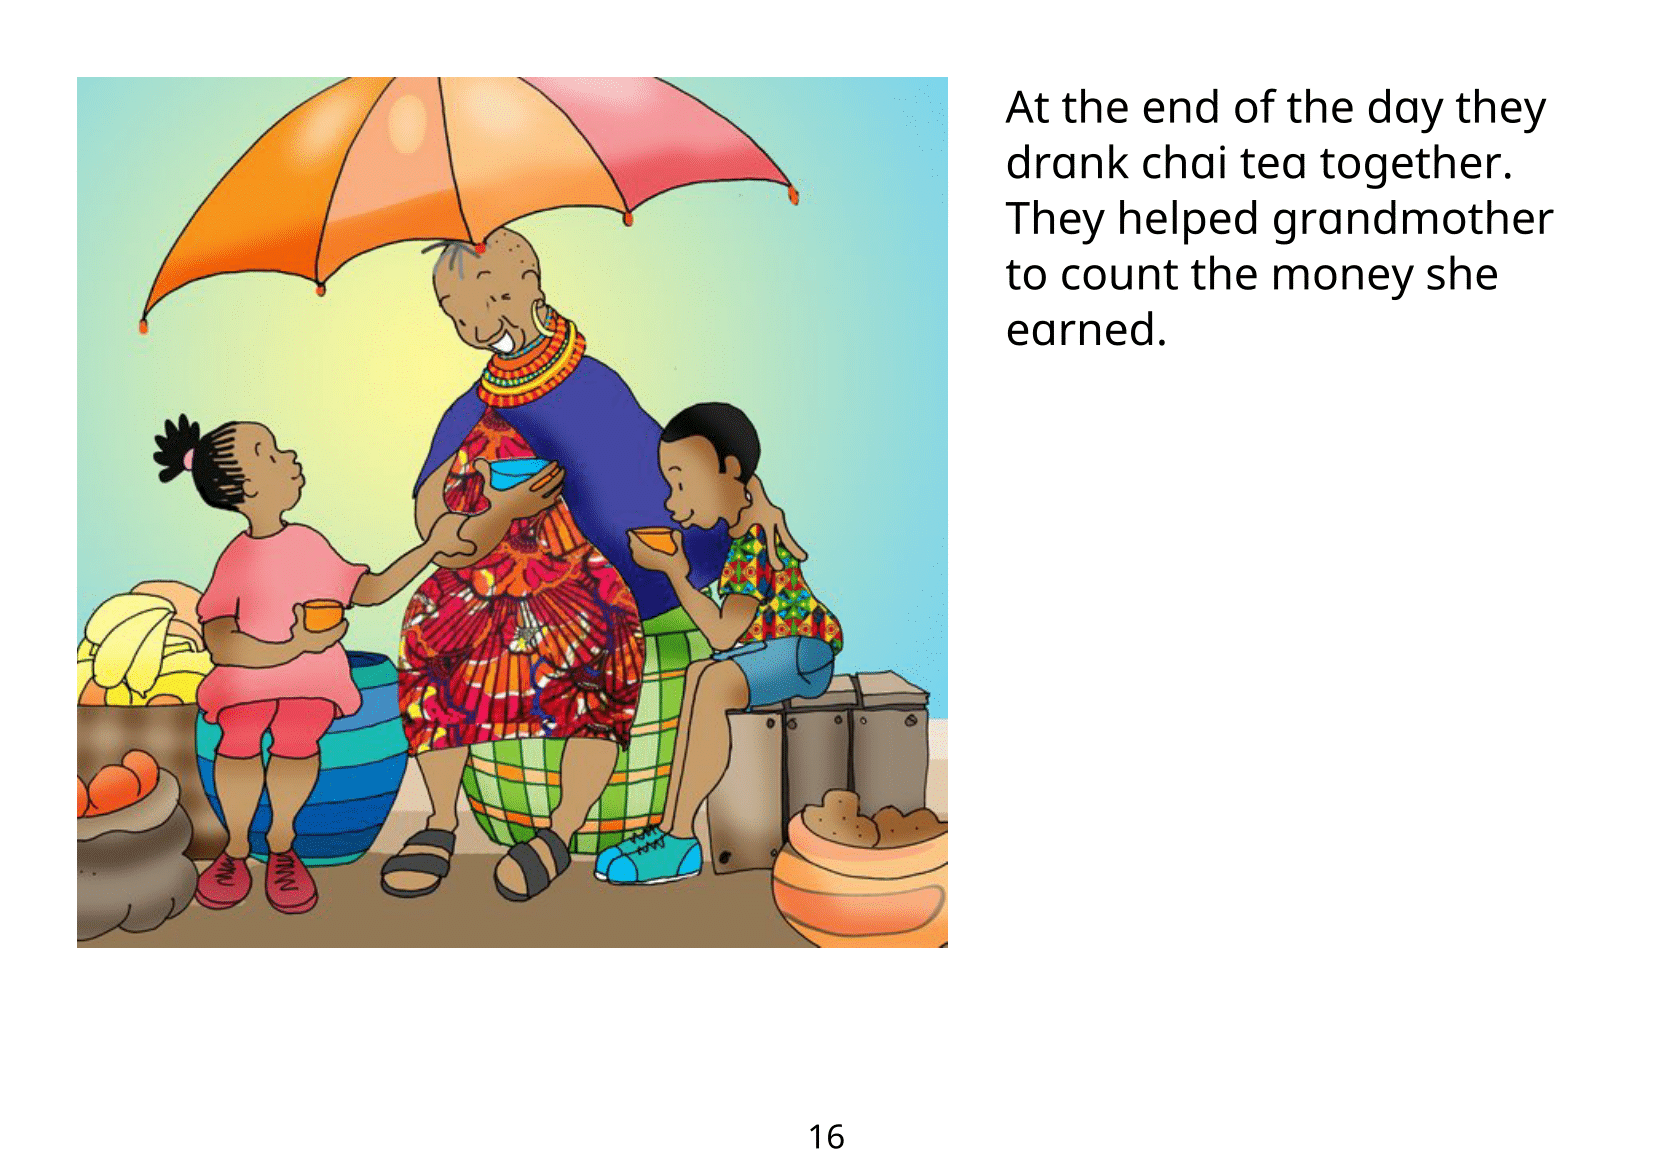 At the end of the day they
drank chai tea together.
They helped grandmother
to count the money she
earned.
16